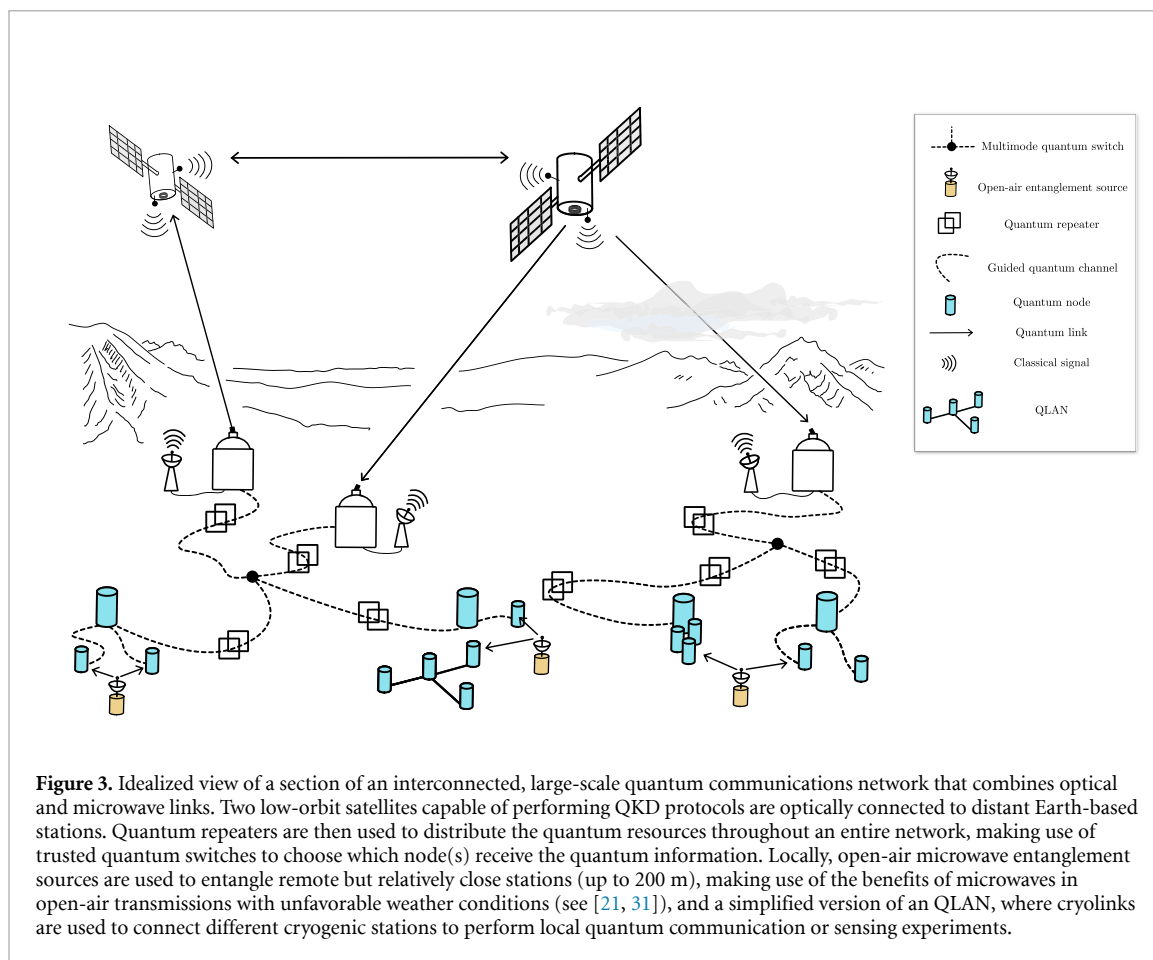 Multimode quantum switch
Open-air entanglement source
Quantum repeater
Guided quantum channel
Quantum node
Quantum link
Classical signal
QLAN
Figure 3. Idealized view of a section of an interconnected, large-scale quantum communications network that combines optical
and microwave links. Two low-orbit satellites capable of performing QKD protocols are optically connected to distant Earth-based
stations. Quantum repeaters are then used to distribute the quantum resources throughout an entire network, making use of
trusted quantum switches to choose which node(s) receive the quantum information. Locally, open-air microwave entanglement
sources are used to entangle remote but relatively close stations (up to 200 m), making use of the benefits of microwaves in
open-air transmissions with unfavorable weather conditions (see [21, 31]), and a simplified version of an QLAN, where cryolinks
are used to connect different cryogenic stations to perform local quantum communication or sensing experiments.